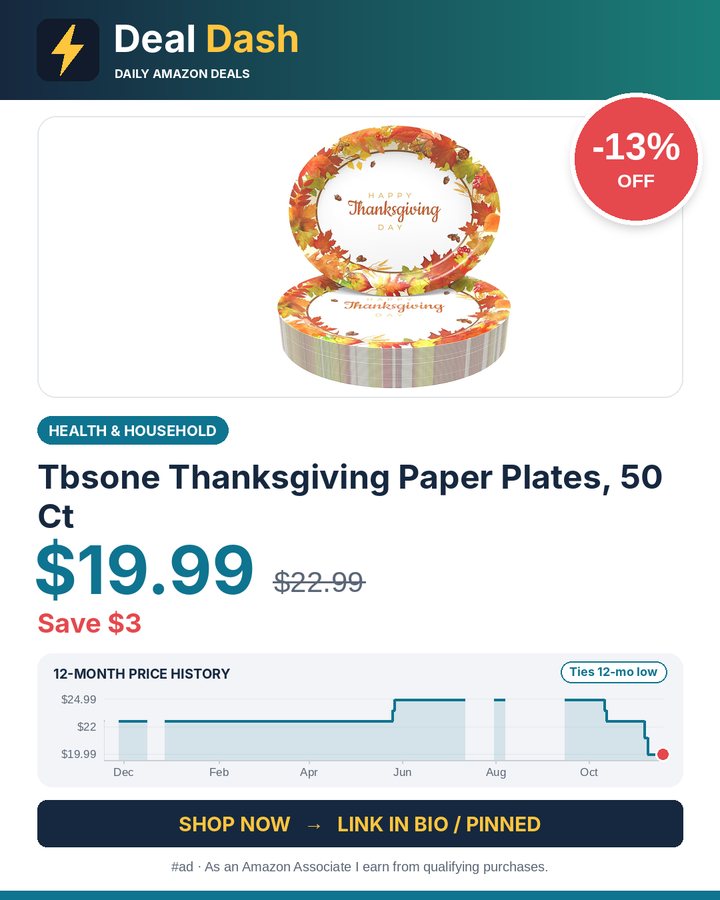 Deal Dash
DAILY AMAZON DEALS
-13%
OFF
HAPPY
Thanksgiving
DAY
HAPPY
Thanksgiving
DAY
HEALTH & HOUSEHOLD
Tbsone Thanksgiving Paper Plates, 50
Ct
$19.99 $22.99
Save $3
12-MONTH PRICE HISTORY
Ties 12-mo low
$24.99
$22
$19.99
Dec Feb Apr Jun Aug Oct
SHOP NOW → LINK IN BIO / PINNED
#ad · As an Amazon Associate I earn from qualifying purchases.